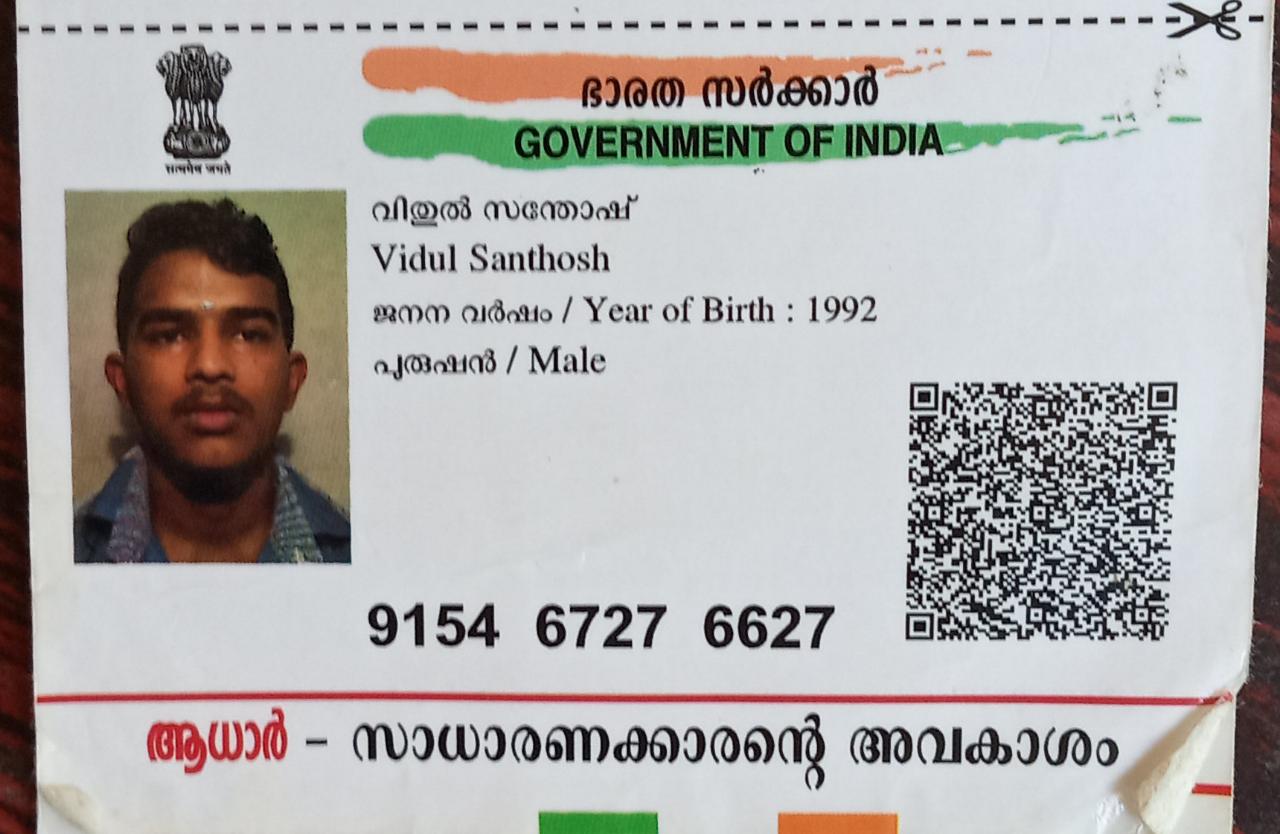 सत्यमेव जयते
ഭാരത സർക്കാർ
GOVERNMENT OF INDIA
വിതുൽ സന്തോഷ്
Vidul Santhosh
ജനന വർഷം / Year of Birth : 1992
പുരുഷൻ / Male
9154 6727 6627
ആധാർ – സാധാരണക്കാരന്റെ അവകാശം